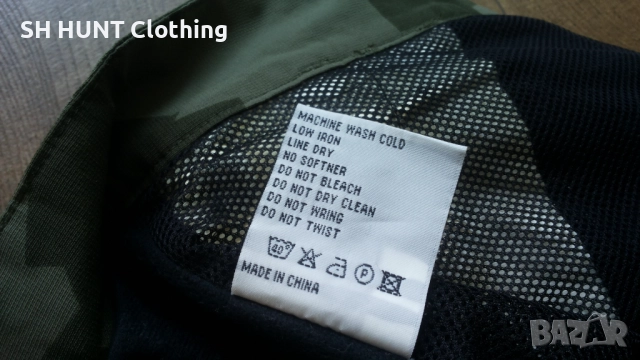 SH HUNT Clothing
MACHINE WASH COLD
LOW IRON
LINE DRY
NO SOFTNER
DO NOT BLEACH
DO NOT DRY CLEAN
DO NOT WRING
DO NOT TWIST
40° P
MADE IN CHINA
BAZAR